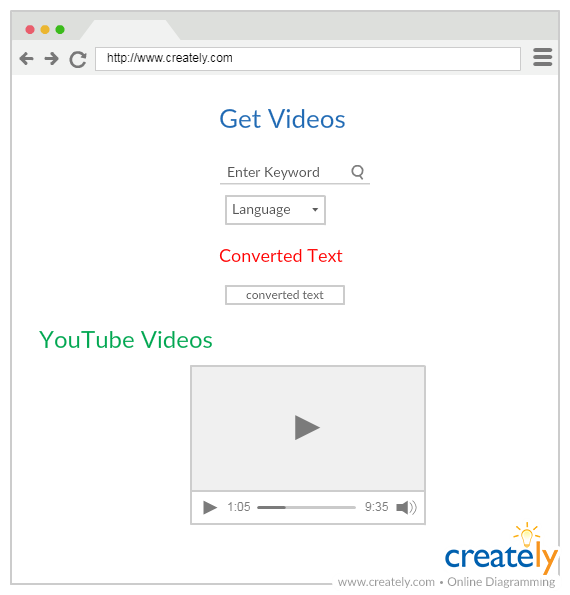 http://www.creately.com
Get Videos
Enter Keyword
Language
Converted Text
converted text
YouTube Videos
1:05 9:35
creately
www.creately.com • Online Diagramming